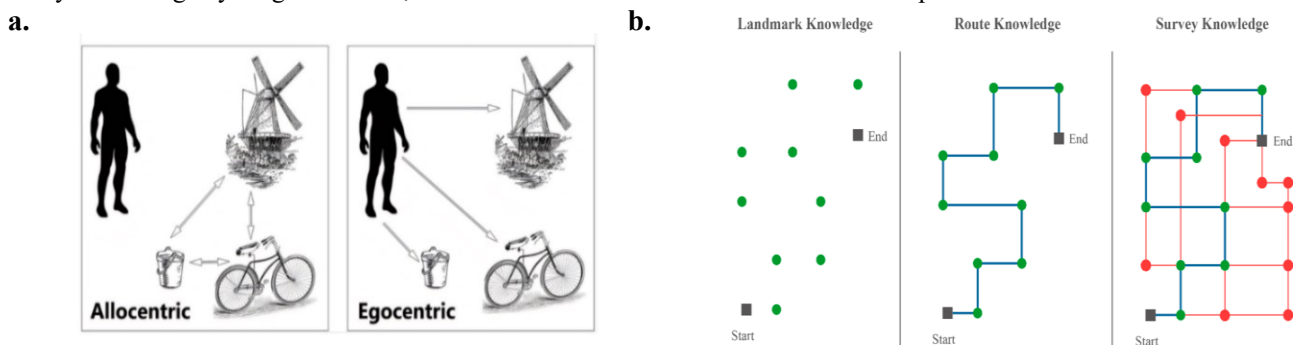 a.
b.
Landmark Knowledge
Route Knowledge
Survey Knowledge
Allocentric
Egocentric
End
Start
End
Start
End
Start